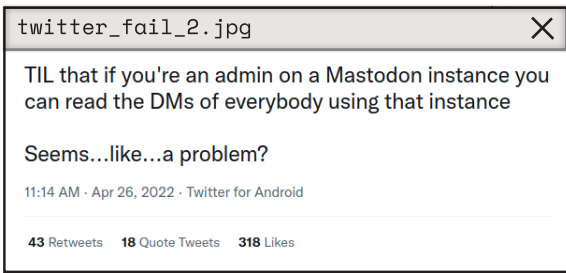 twitter_fail_2.jpg
TIL that if you're an admin on a Mastodon instance you
can read the DMs of everybody using that instance
Seems...like...a problem?
11:14 AM · Apr 26, 2022 · Twitter for Android
43 Retweets 18 Quote Tweets 318 Likes